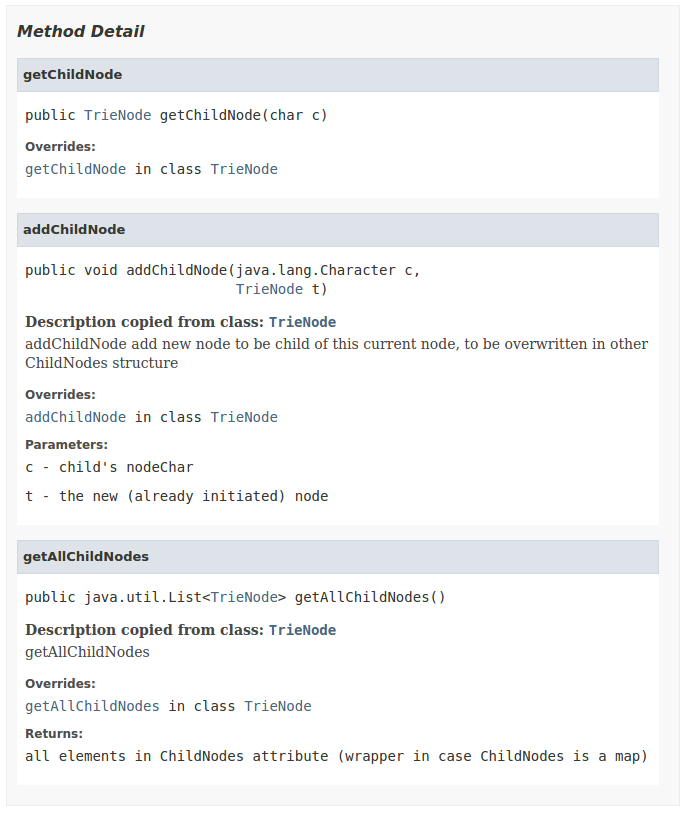 Method Detail
getChildNode
public TrieNode getChildNode(char c)
Overrides:
getChildNode in class TrieNode
addChildNode
public void addChildNode(java.lang.Character c,
TrieNode t)
Description copied from class: TrieNode
addChildNode add new node to be child of this current node, to be overwritten in other
ChildNodes structure
Overrides:
addChildNode in class TrieNode
Parameters:
c - child's nodeChar
t - the new (already initiated) node
getAllChildNodes
public java.util.List<TrieNode> getAllChildNodes()
Description copied from class: TrieNode
getAllChildNodes
Overrides:
getAllChildNodes in class TrieNode
Returns:
all elements in ChildNodes attribute (wrapper in case ChildNodes is a map)